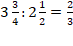 3 3/4 : 2 1/2 = 2/3